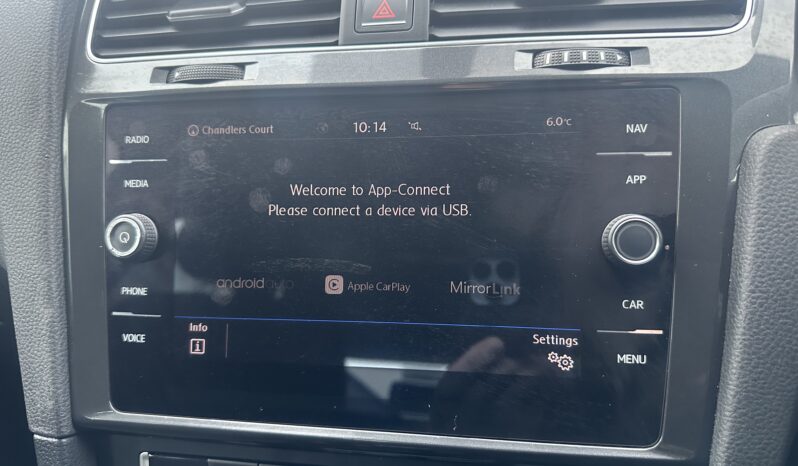 RADIO
MEDIA
PHONE
VOICE
Chandlers Court 10:14 6.0°c
Welcome to App-Connect
Please connect a device via USB.
android auto Apple CarPlay MirrorLink
Info
Settings
NAV
APP
CAR
MENU